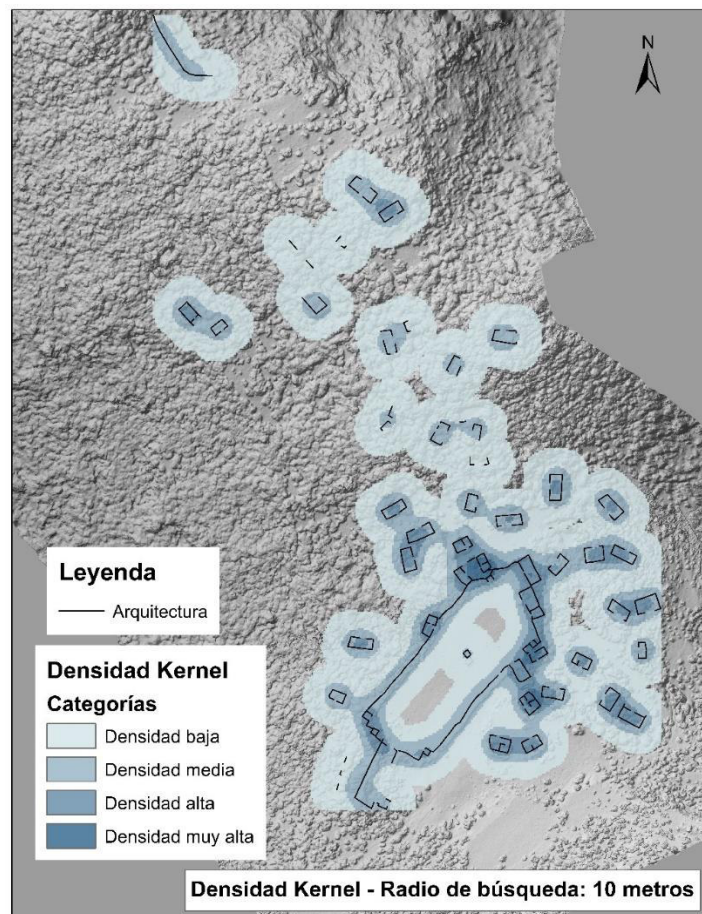 N
Leyenda
Arquitectura
Densidad Kernel
Categorías
Densidad baja
Densidad media
Densidad alta
Densidad muy alta
Densidad Kernel - Radio de búsqueda: 10 metros